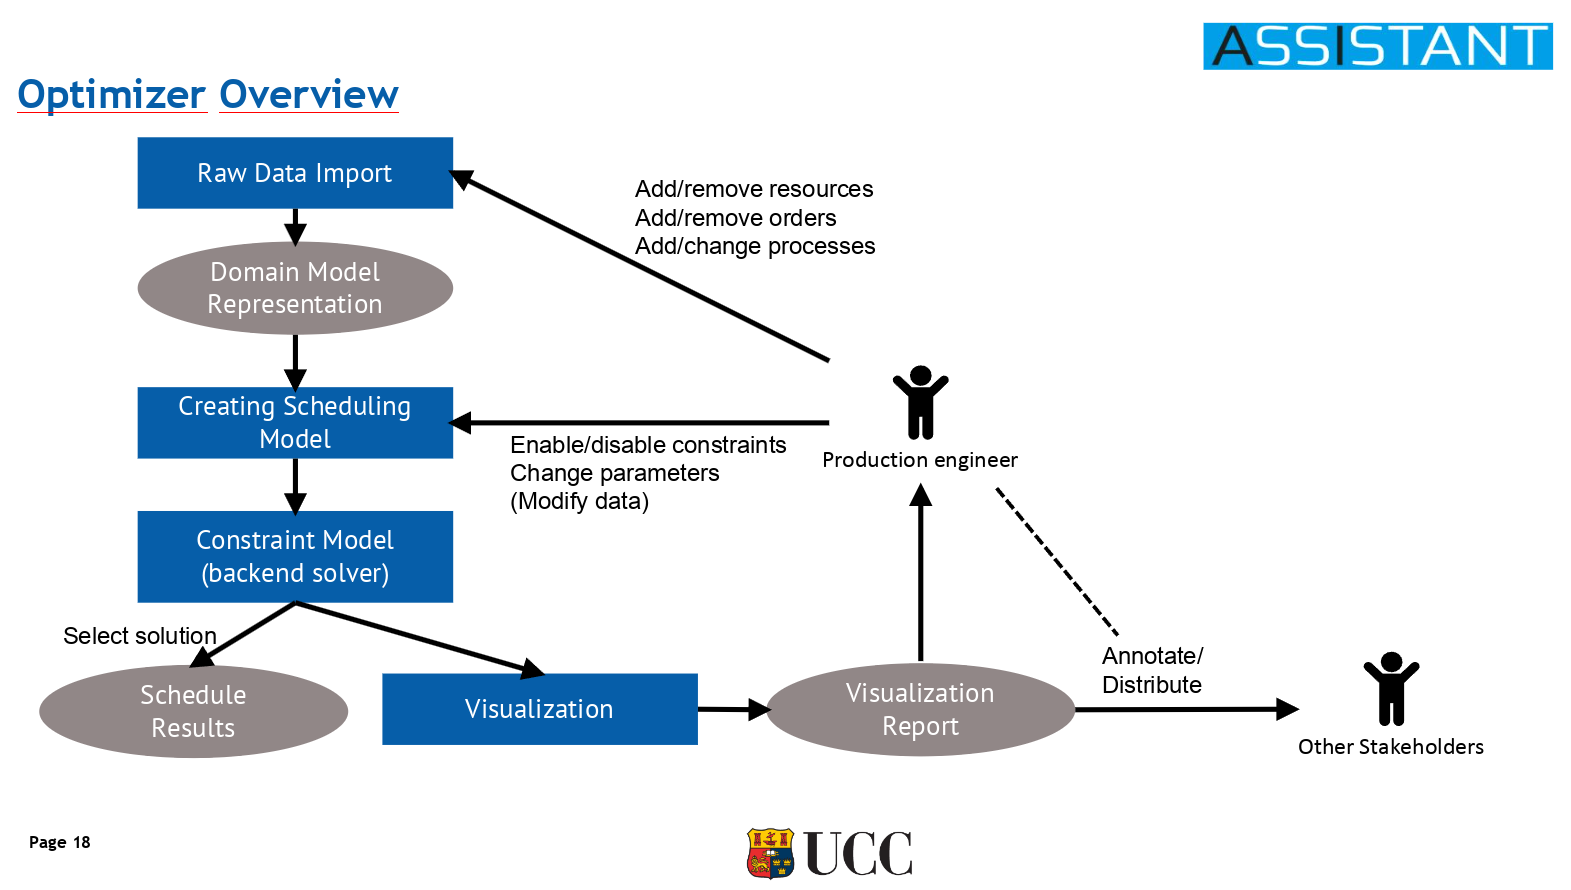 ASSISTANT
Optimizer Overview
Raw Data Import
Add/remove resources
Add/remove orders
Add/change processes
Domain Model
Representation
Creating Scheduling
Model
Enable/disable constraints
Change parameters
(Modify data)
Production engineer
Constraint Model
(backend solver)
Select solution
Schedule
Results
Visualization
Visualization
Report
Annotate/
Distribute
Other Stakeholders
Page 18
UCC